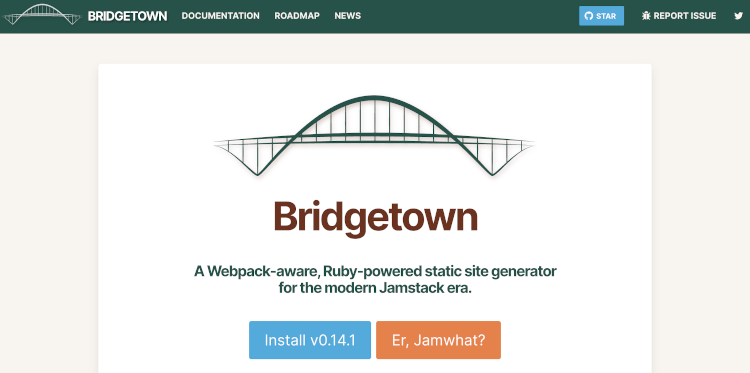 BRIDGETOWN DOCUMENTATION ROADMAP NEWS STAR REPORT ISSUE
Bridgetown
A Webpack-aware, Ruby-powered static site generator
for the modern Jamstack era.
Install v0.14.1 Er, Jamwhat?